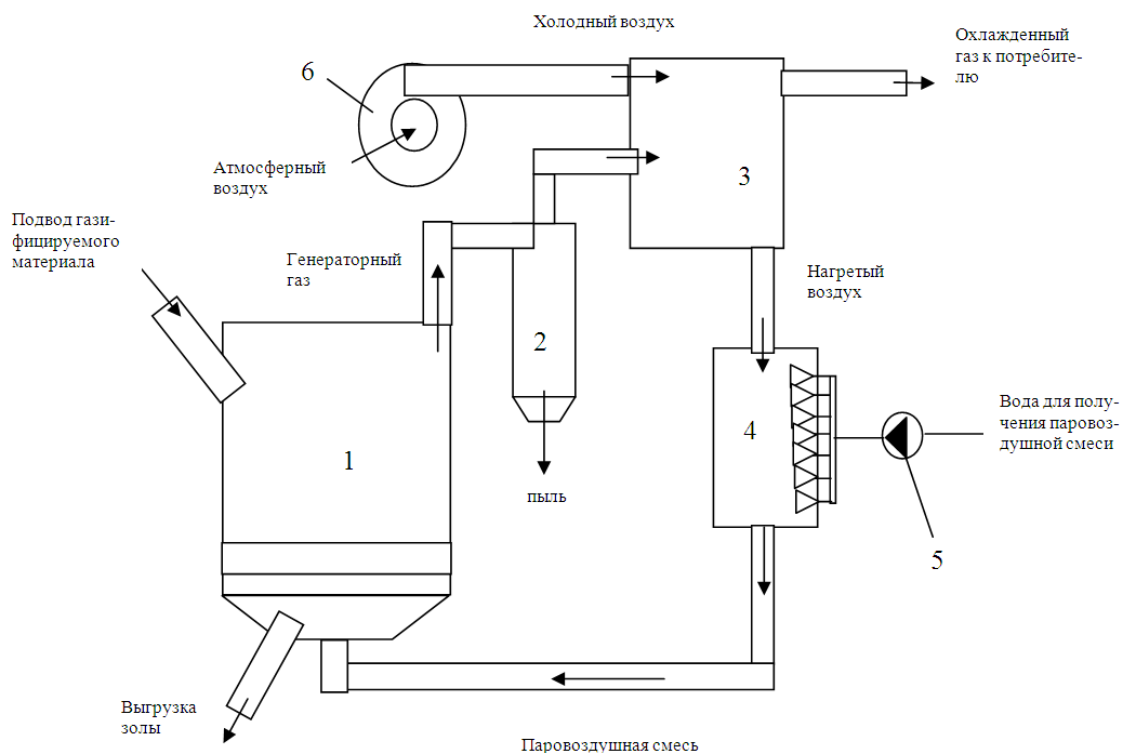 Холодный воздух
Охлажденный
газ к потребите-
лю
6
Атмосферный
воздух
3
Подвод гази-
фицируемого
материала
Генераторный
газ
Нагретый
воздух
2
4
Вода для полу-
чения паровоз-
душной смеси
1
пыль
5
Выгрузка
золы
Паровоздушная смесь